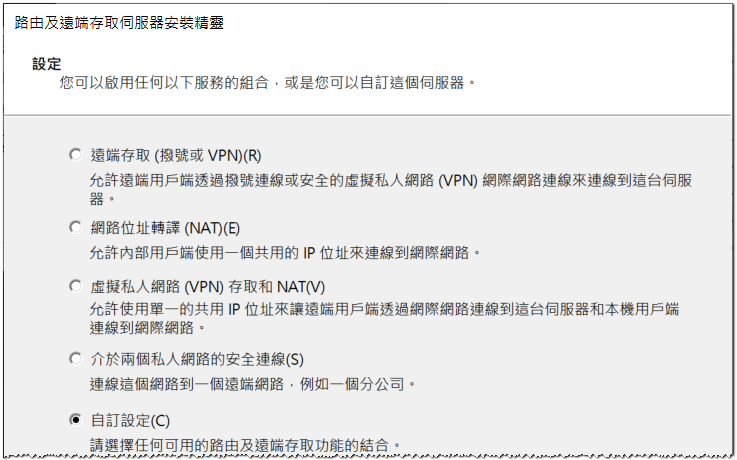 路由及遠端存取伺服器安裝精靈
設定
您可以啟用任何以下服務的組合，或是您可以自訂這個伺服器。
遠端存取 (撥號或 VPN)(R)
允許遠端用戶端透過撥號連線或安全的虛擬私人網路 (VPN) 網際網路連線來連線到這台伺服
器。
網路位址轉譯 (NAT)(E)
允許內部用戶端使用一個共用的 IP 位址來連線到網際網路。
虛擬私人網路 (VPN) 存取和 NAT(V)
允許使用單一的共用 IP 位址來讓遠端用戶端透過網際網路連線到這台伺服器和本機用戶端
連線到網際網路。
介於兩個私人網路的安全連線(S)
連線這個網路到一個遠端網路，例如一個分公司。
自訂設定(C)
請選擇任何可用的路由及遠端存取功能的結合。